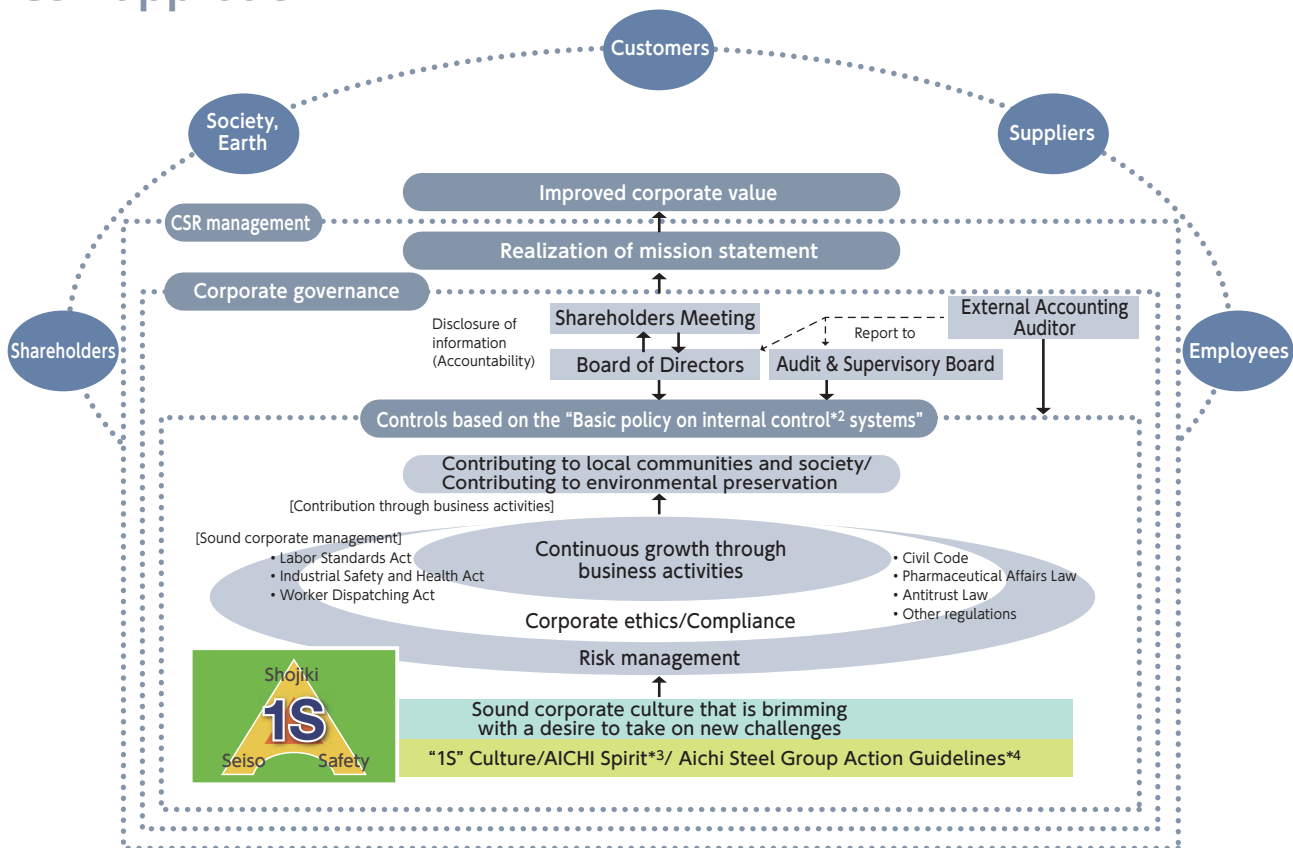 Customers
Society,
Earth
Suppliers
Improved corporate value
CSR management
Realization of mission statement
Corporate governance
Shareholders
Employees
Disclosure of
information
(Accountability)
Shareholders Meeting
External Accounting
Auditor
Report to
Board of Directors
Audit & Supervisory Board
Controls based on the “Basic policy on internal control*2 systems”
Contributing to local communities and society/
Contributing to environmental preservation
[Contribution through business activities]
[Sound corporate management]
• Labor Standards Act
• Industrial Safety and Health Act
• Worker Dispatching Act
Continuous growth through
business activities
• Civil Code
• Pharmaceutical Affairs Law
• Antitrust Law
• Other regulations
Corporate ethics/Compliance
Risk management
Shojiki
1S
Seiso
Safety
Sound corporate culture that is brimming
with a desire to take on new challenges
“1S” Culture/AICHI Spirit*3/ Aichi Steel Group Action Guidelines*4